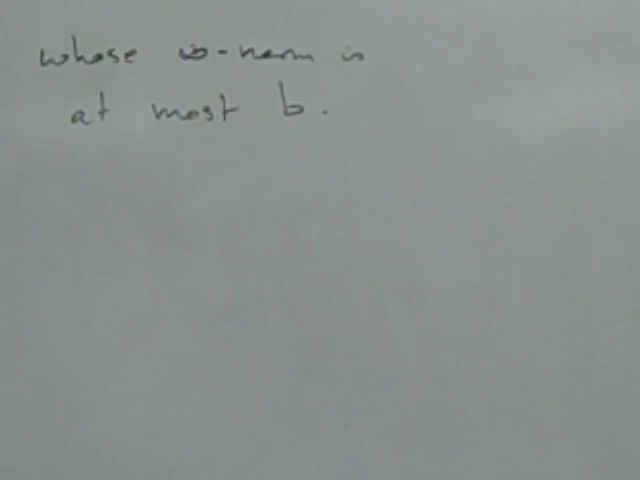 whose ∞-norm is
at most b.